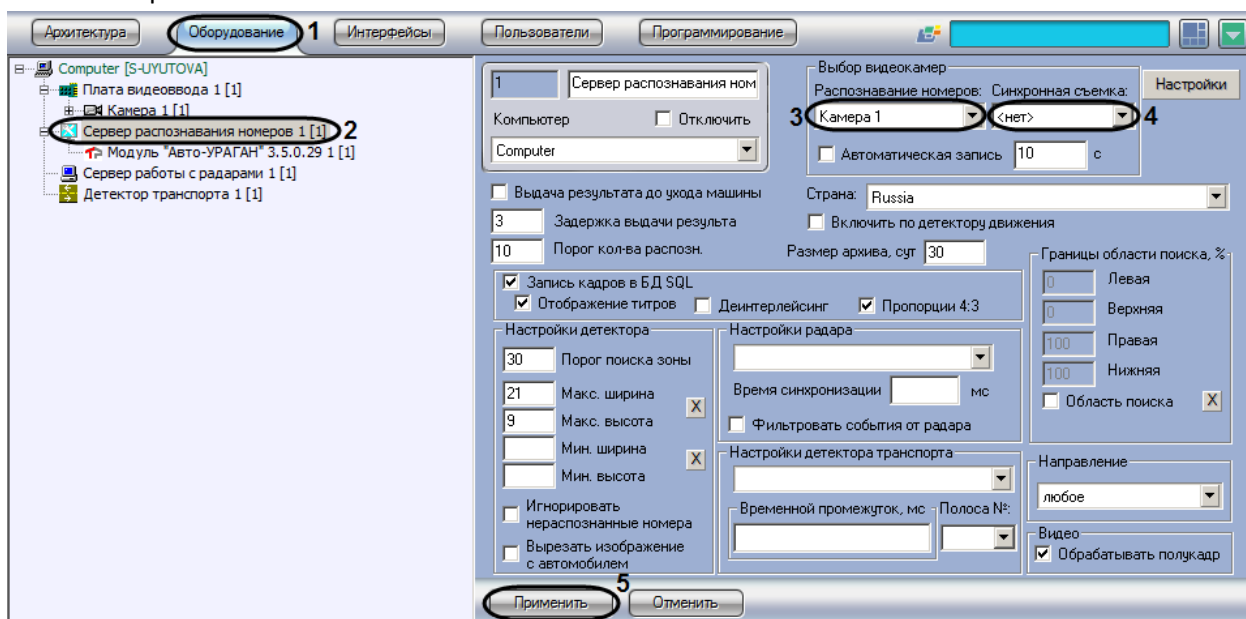 Архитектура Оборудование 1 Интерфейсы Пользователи Программирование
Computer [S-UYUTOVA]
Плата видеоввода 1 [1]
Камера 1 [1]
Сервер распознавания номеров 1 [1] 2
Модуль "Авто-УРАГАН" 3.5.0.29 1 [1]
Сервер работы с радарами 1 [1]
Детектор транспорта 1 [1]
1 Сервер распознавания ном
Компьютер Отключить
Computer
Выбор видеокамер
Распознавание номеров: Синхронная съемка:
3 Камера 1 <нет> 4
Автоматическая запись 10 с
Настройки
Выдача результата до ухода машины
Страна: Russia
3 Задержка выдачи результа
Включить по детектору движения
10 Порог кол-ва распозн.
Размер архива, сут 30
Запись кадров в БД SQL
Отображение титров Деинтерлейсинг Пропорции 4:3
Границы области поиска, %
0 Левая
0 Верхняя
100 Правая
100 Нижняя
Область поиска X
Настройки детектора
30 Порог поиска зоны
21 Макс. ширина
X
9 Макс. высота
Мин. ширина
X
Мин. высота
Игнорировать
нераспознанные номера
Вырезать изображение
с автомобилем
Настройки радара
Время синхронизации мс
Фильтровать события от радара
Настройки детектора транспорта
Временной промежуток, мс Полоса №:
Направление
любое
Видео
Обрабатывать полукадр
5
Применить Отменить